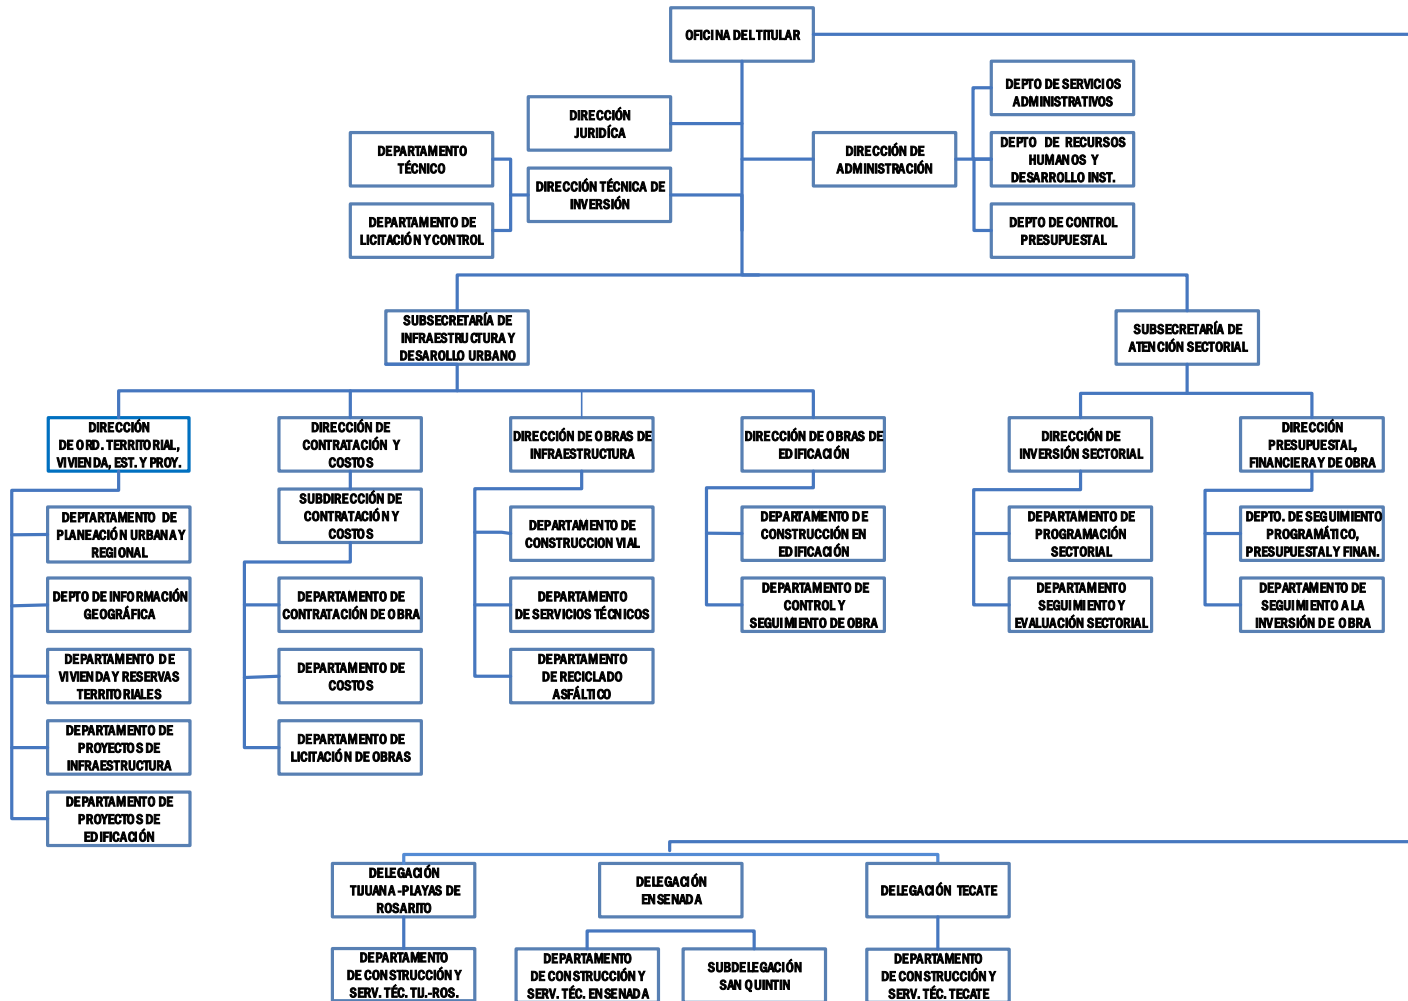 OFICINA DEL TITULAR
DIRECCIÓN
JURIDÍCA
DEPARTAMENTO
TÉCNICO
DIRECCIÓN TÉCNICA DE
INVERSIÓN
DEPARTAMENTO DE
LICITACIÓN Y CONTROL
DIRECCIÓN DE
ADMINISTRACIÓN
DEPTO DE SERVICIOS
ADMINISTRATIVOS
DEPTO DE RECURSOS
HUMANOS Y
DESARROLLO INST.
DEPTO DE CONTROL
PRESUPUESTAL
SUBSECRETARÍA DE
INFRAESTRUCTURA Y
DESAROLLO URBANO
SUBSECRETARÍA DE
ATENCIÓN SECTORIAL
DIRECCIÓN
DE ORD. TERRITORIAL,
VIVIENDA, EST. Y PROY.
DIRECCIÓN DE
CONTRATACIÓN Y
COSTOS
DIRECCIÓN DE OBRAS DE
INFRAESTRUCTURA
DIRECCIÓN DE OBRAS DE
EDIFICACIÓN
DIRECCIÓN DE
INVERSIÓN SECTORIAL
DIRECCIÓN
PRESUPUESTAL,
FINANCIERA Y DE OBRA
DEPTARTAMENTO DE
PLANEACIÓN URBANA Y
REGIONAL
DEPTO DE INFORMACIÓN
GEOGRÁFICA
DEPARTAMENTO DE
VIVIENDA Y RESERVAS
TERRITORIALES
DEPARTAMENTO DE
PROYECTOS DE
INFRAESTRUCTURA
DEPARTAMENTO DE
PROYECTOS DE
EDIFICACIÓN
SUBDIRECCIÓN DE
CONTRATACIÓN Y
COSTOS
DEPARTAMENTO DE
CONTRATACIÓN DE OBRA
DEPARTAMENTO DE
COSTOS
DEPARTAMENTO DE
LICITACIÓN DE OBRAS
DEPARTAMENTO DE
CONSTRUCCION VIAL
DEPARTAMENTO
DE SERVICIOS TÉCNICOS
DEPARTAMENTO
DE RECICLADO
ASFÁLTICO
DEPARTAMENTO DE
CONSTRUCCIÓN EN
EDIFICACIÓN
DEPARTAMENTO DE
CONTROL Y
SEGUIMIENTO DE OBRA
DEPARTAMENTO DE
PROGRAMACIÓN
SECTORIAL
DEPARTAMENTO
SEGUIMIENTO Y
EVALUACIÓN SECTORIAL
DEPTO. DE SEGUIMIENTO
PROGRAMÁTICO,
PRESUPUESTAL Y FINAN.
DEPARTAMENTO DE
SEGUIMIENTO A LA
INVERSIÓN DE OBRA
DELEGACIÓN
TIJUANA-PLAYAS DE
ROSARITO
DELEGACIÓN
ENSENADA
DELEGACIÓN TECATE
DEPARTAMENTO
DE CONSTRUCCIÓN Y
SERV. TÉC. TIJ.-ROS.
DEPARTAMENTO
DE CONSTRUCCIÓN Y
SERV. TÉC. ENSENADA
SUBDELEGACIÓN
SAN QUINTIN
DEPARTAMENTO
DE CONSTRUCCIÓN Y
SERV. TÉC. TECATE